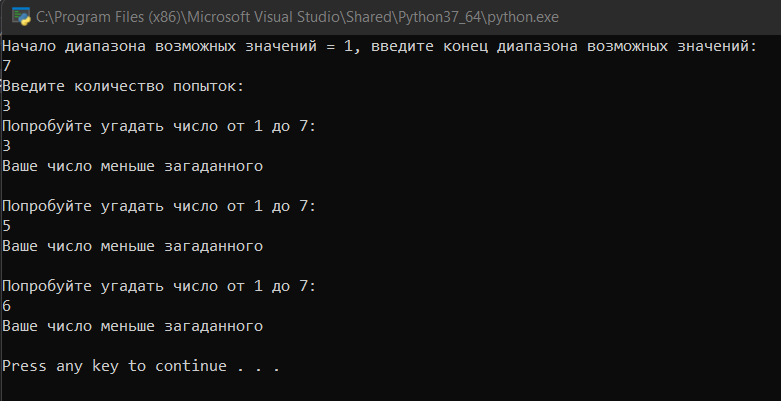 C:\Program Files (x86)\Microsoft Visual Studio\Shared\Python37_64\python.exe
Начало диапазона возможных значений = 1, введите конец диапазона возможных значений:
7
Введите количество попыток:
3
Попробуйте угадать число от 1 до 7:
3
Ваше число меньше загаданного
Попробуйте угадать число от 1 до 7:
5
Ваше число меньше загаданного
Попробуйте угадать число от 1 до 7:
6
Ваше число меньше загаданного
Press any key to continue . . .